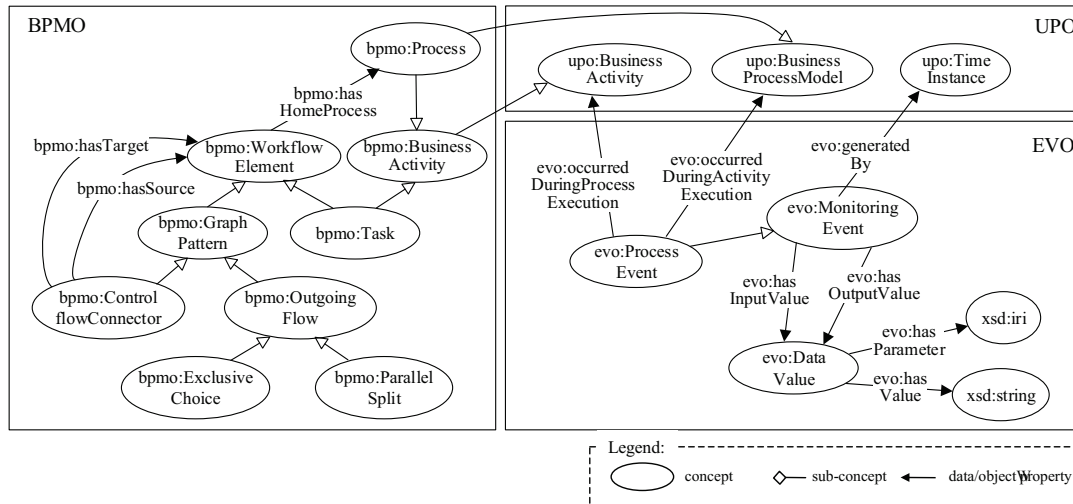 BPMO
UPO
bpmo:Process
upo:Business
Activity
upo:Business
ProcessModel
upo:Time
Instance
bpmo:has
HomeProcess
bpmo:hasTarget
bpmo:Workflow
Element
bpmo:Business
Activity
EVO
evo:occurred
DuringProcess
Execution
evo:occurred
DuringActivity
Execution
evo:generated
By
bpmo:hasSource
bpmo:Graph
Pattern
bpmo:Task
evo:Process
Event
evo:Monitoring
Event
bpmo:Control
flowConnector
bpmo:Outgoing
Flow
evo:has
InputValue
evo:has
OutputValue
xsd:iri
evo:has
Parameter
evo:Data
Value
bpmo:Exclusive
Choice
bpmo:Parallel
Split
evo:has
Value
xsd:string
Legend:
concept
sub-concept
data/objectProperty